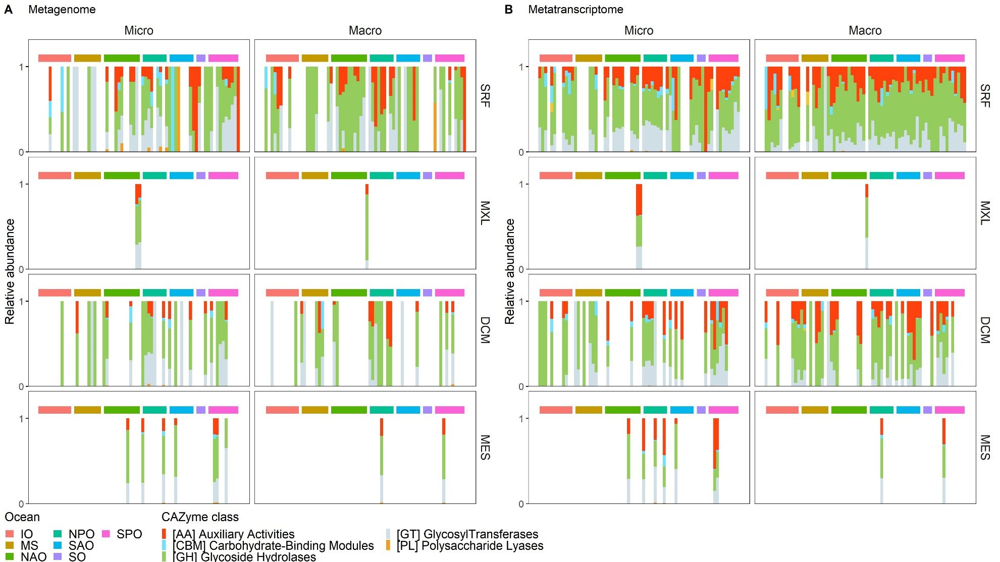 A Metagenome
B Metatranscriptome
Micro
Macro
Micro
Macro
1
0
SRF
1
0
SRF
1
0
MXL
1
0
MXL
Relative abundance
Relative abundance
1
0
DCM
1
0
DCM
1
0
MES
1
0
MES
Ocean
CAZyme class
IO
NPO
SPO
[AA] Auxiliary Activities
[GT] GlycosylTransferases
MS
SAO
[CBM] Carbohydrate-Binding Modules
[PL] Polysaccharide Lyases
NAO
SO
[GH] Glycoside Hydrolases